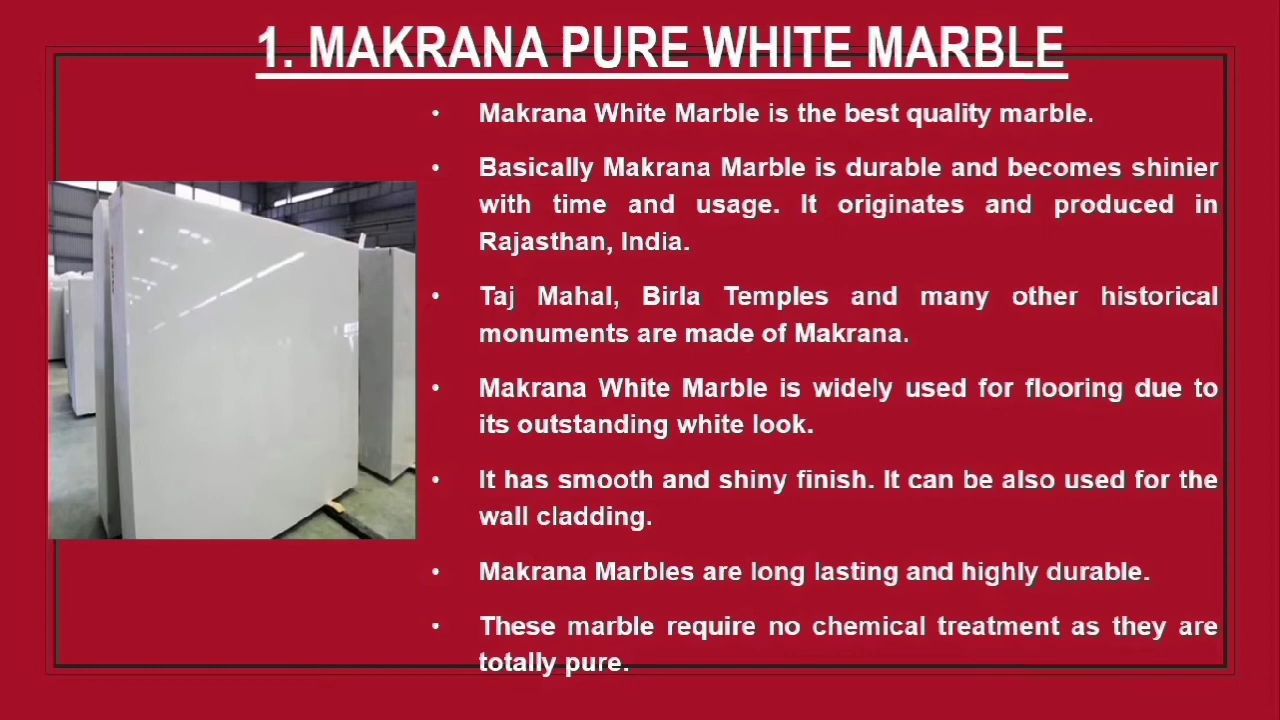 1. MAKRANA PURE WHITE MARBLE
• Makrana White Marble is the best quality marble.
• Basically Makrana Marble is durable and becomes shinier
with time and usage. It originates and produced in
Rajasthan, India.
• Taj Mahal, Birla Temples and many other historical
monuments are made of Makrana.
• Makrana White Marble is widely used for flooring due to
its outstanding white look.
• It has smooth and shiny finish. It can be also used for the
wall cladding.
• Makrana Marbles are long lasting and highly durable.
• These marble require no chemical treatment as they are
totally pure.